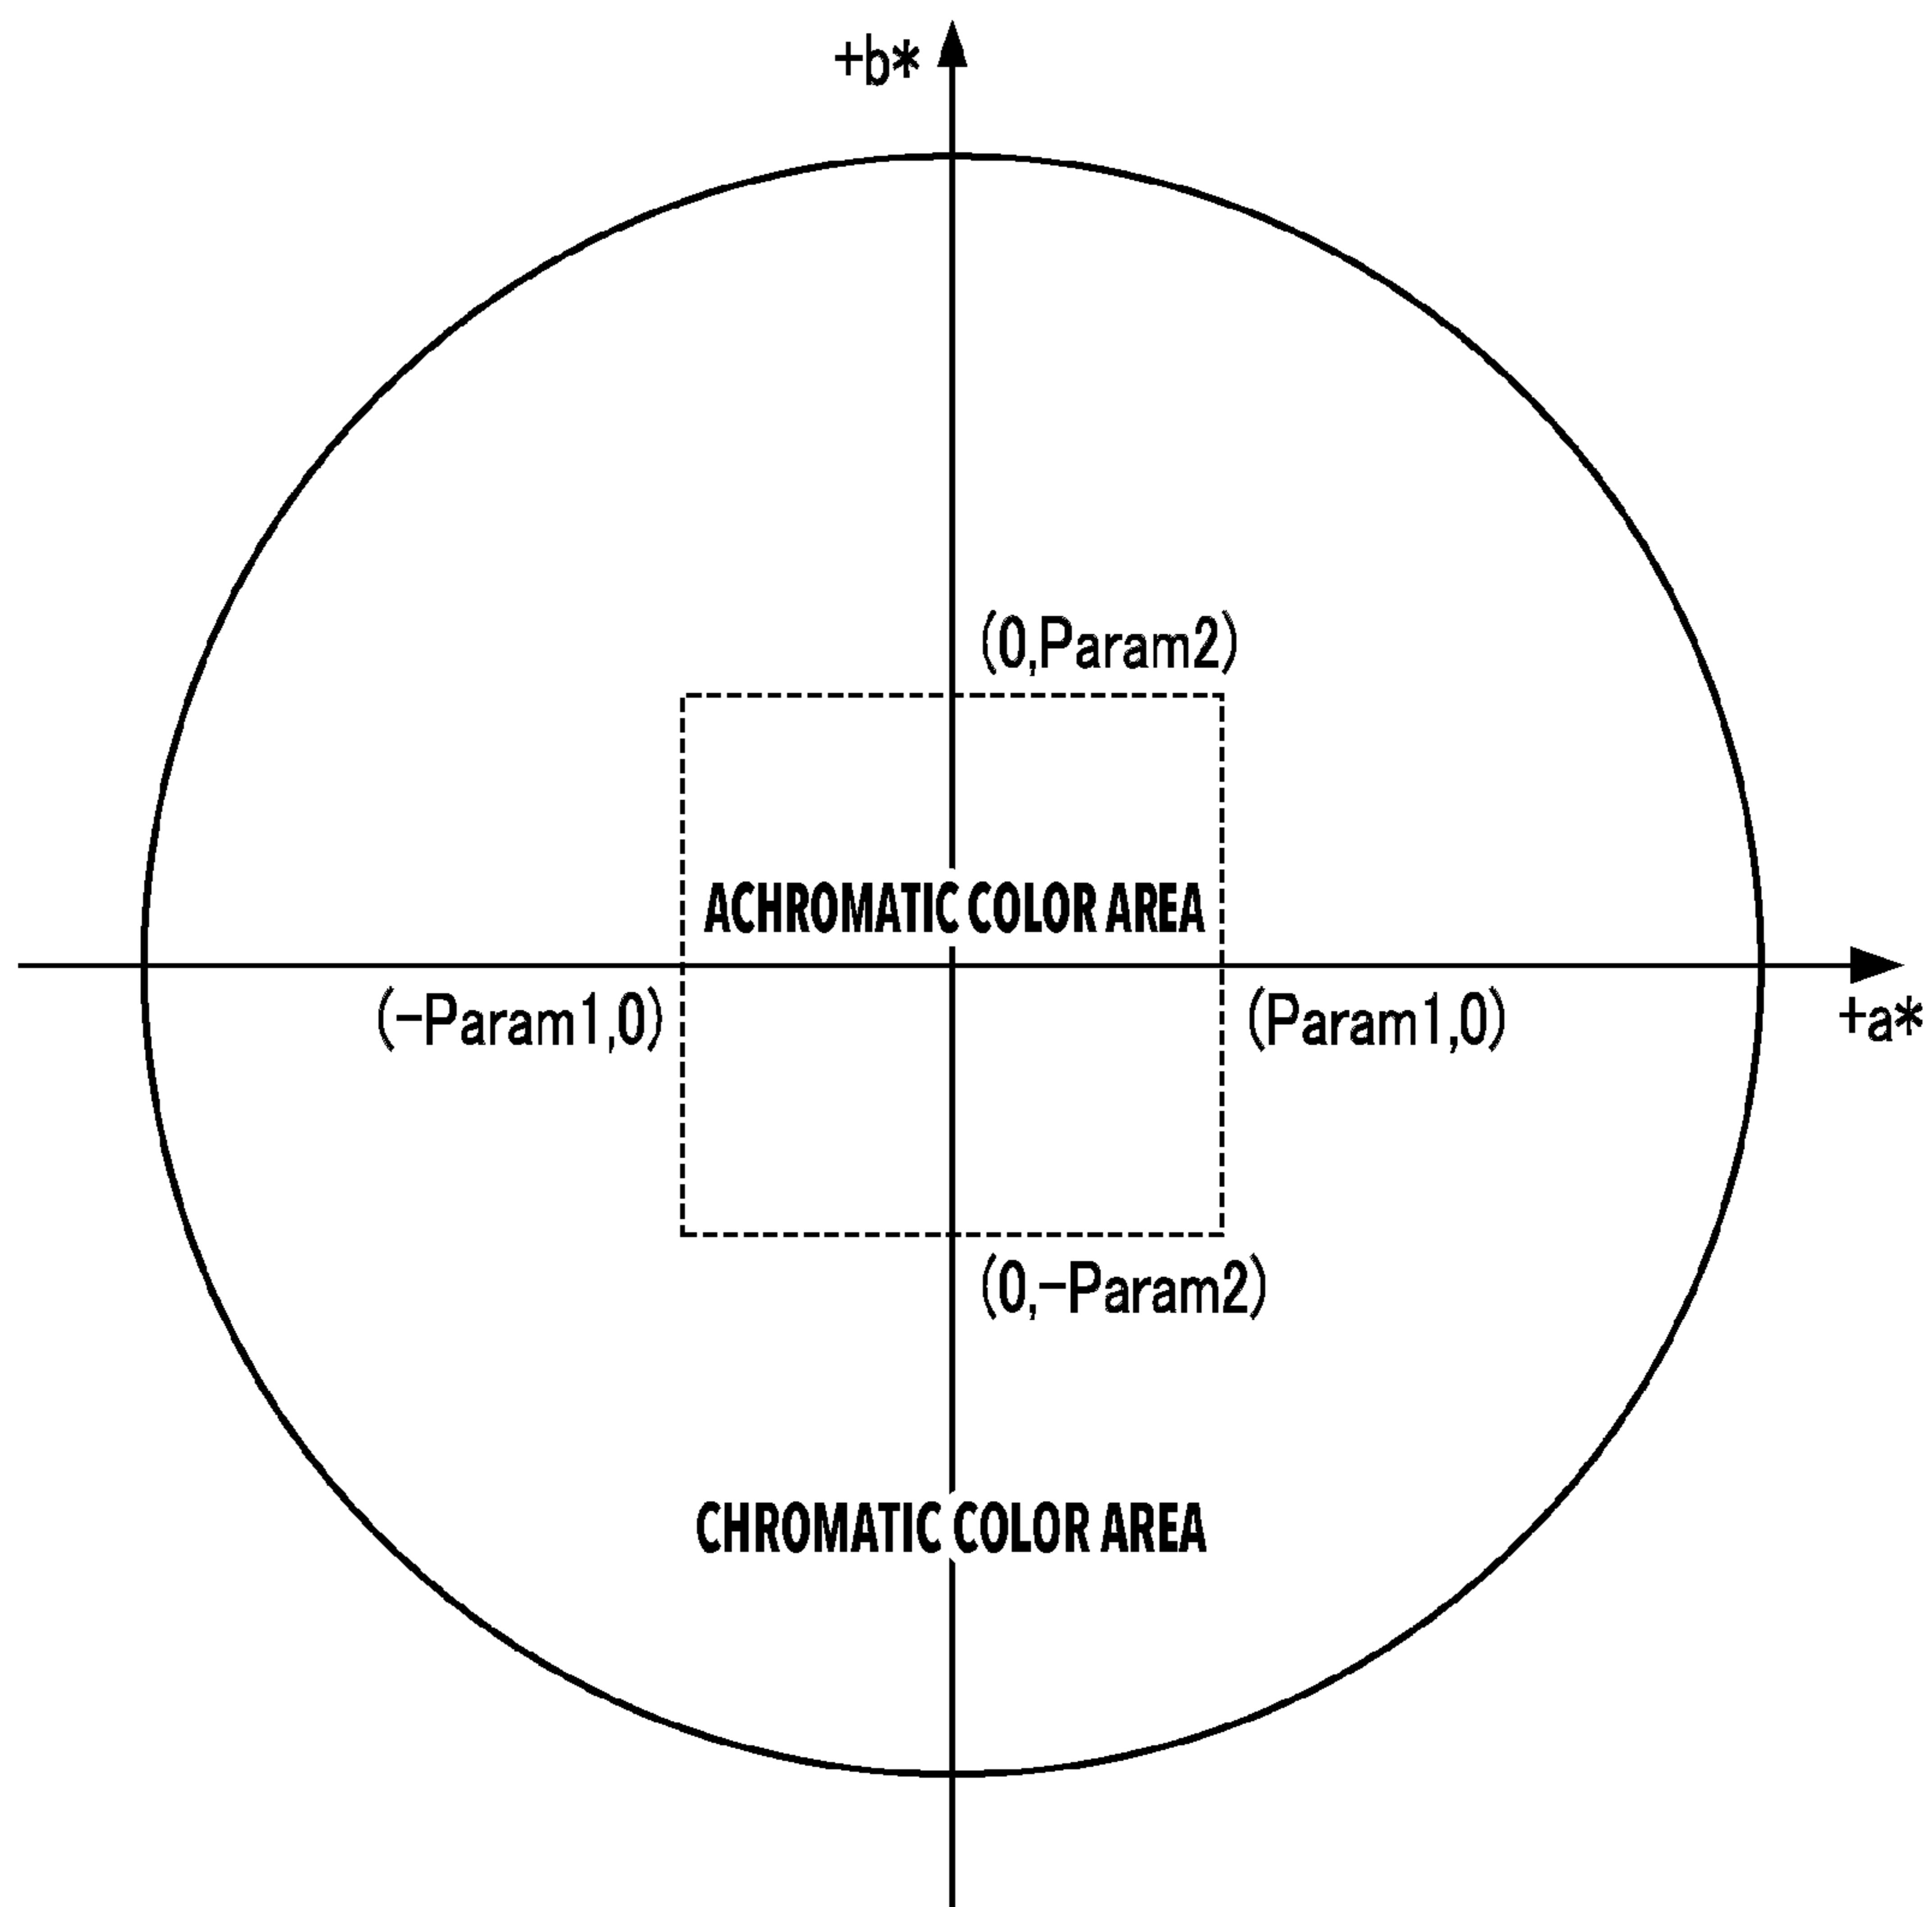 +b*
(0,Param2)
ACHROMATIC COLOR AREA
(-Param1,0)
(Param1,0)
+a*
(0,-Param2)
CHROMATIC COLOR AREA